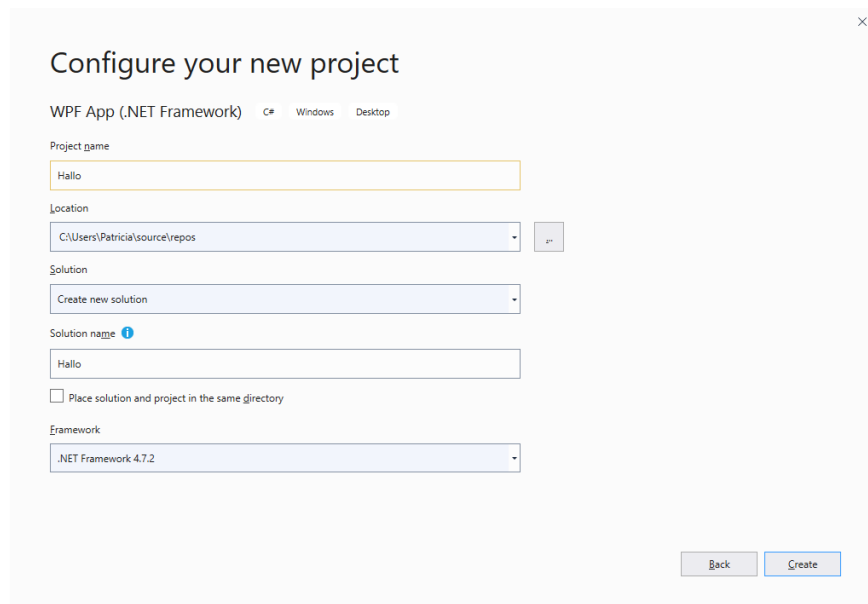 Configure your new project
WPF App (.NET Framework) C# Windows Desktop
Project name
Hallo
Location
C:\Users\Patricia\source\repos
...
Solution
Create new solution
Solution name
Hallo
Place solution and project in the same directory
Framework
.NET Framework 4.7.2
Back Create